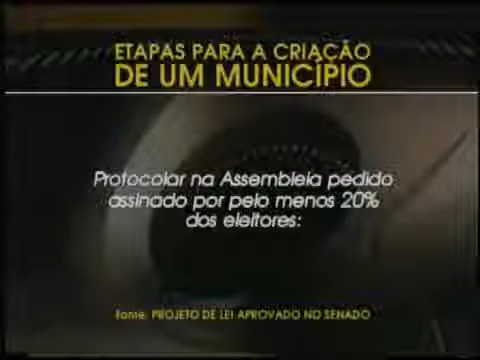 ETAPAS PARA A CRIAÇÃO
DE UM MUNICÍPIO
Protocolar na Assembleia pedido
assinado por pelo menos 20%
dos eleitores:
Fonte: PROJETO DE LEI APROVADO NO SENADO